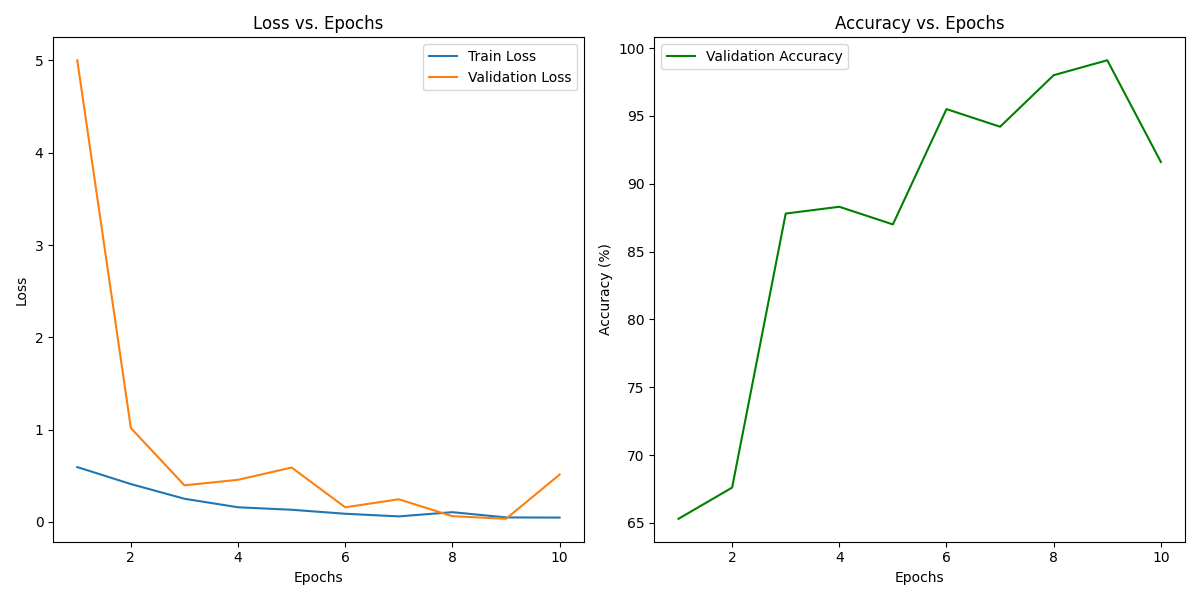 Loss vs. Epochs
Train Loss
Validation Loss
5
4
3
2
1
0
Loss
2 4 6 8 10
Epochs
Accuracy vs. Epochs
Validation Accuracy
100
95
90
85
80
75
70
65
Accuracy (%)
2 4 6 8 10
Epochs